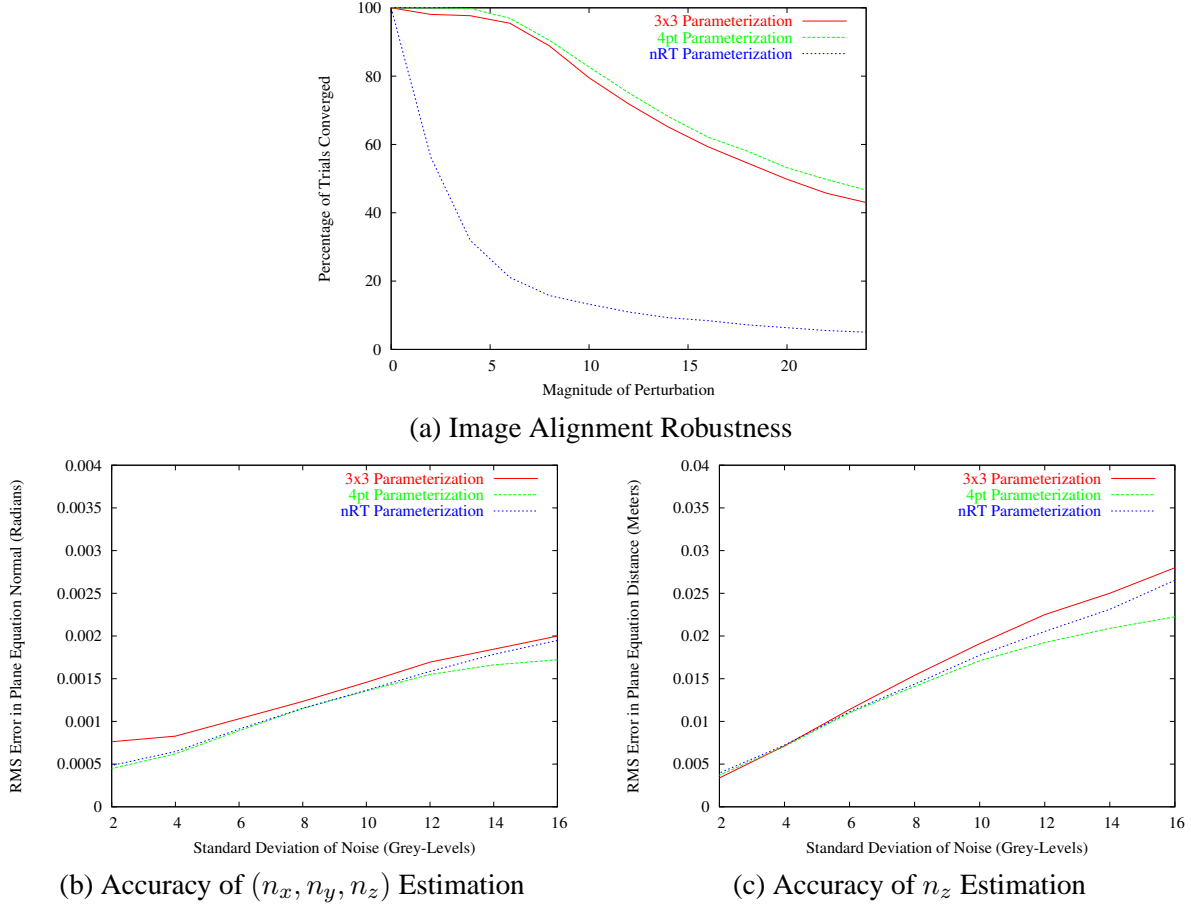 100
80
60
40
20
0
0 5 10 15 20
Percentage of Trials Converged
Magnitude of Perturbation
3x3 Parameterization
4pt Parameterization
nRT Parameterization
(a) Image Alignment Robustness
0.004
0.0035
0.003
0.0025
0.002
0.0015
0.001
0.0005
0
2 4 6 8 10 12 14 16
RMS Error in Plane Equation Normal (Radians)
Standard Deviation of Noise (Grey-Levels)
3x3 Parameterization
4pt Parameterization
nRT Parameterization
(b) Accuracy of (n_x, n_y, n_z) Estimation
0.04
0.035
0.03
0.025
0.02
0.015
0.01
0.005
0
2 4 6 8 10 12 14 16
RMS Error in Plane Equation Distance (Meters)
Standard Deviation of Noise (Grey-Levels)
3x3 Parameterization
4pt Parameterization
nRT Parameterization
(c) Accuracy of n_z Estimation